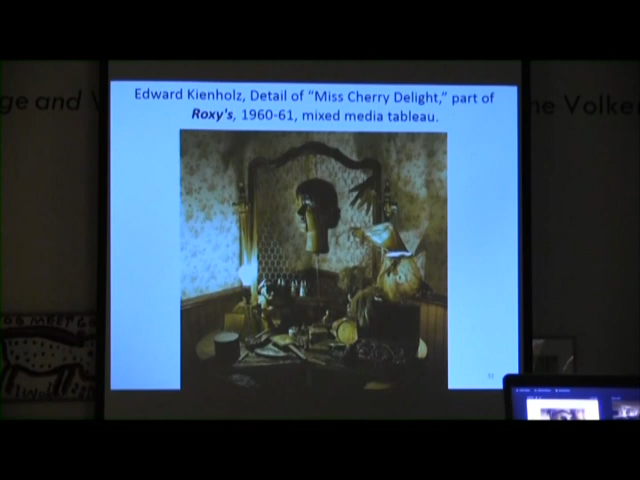 Edward Kienholz, Detail of "Miss Cherry Delight," part of
Roxy's, 1960-61, mixed media tableau.
ge and V
he Volke
MEET